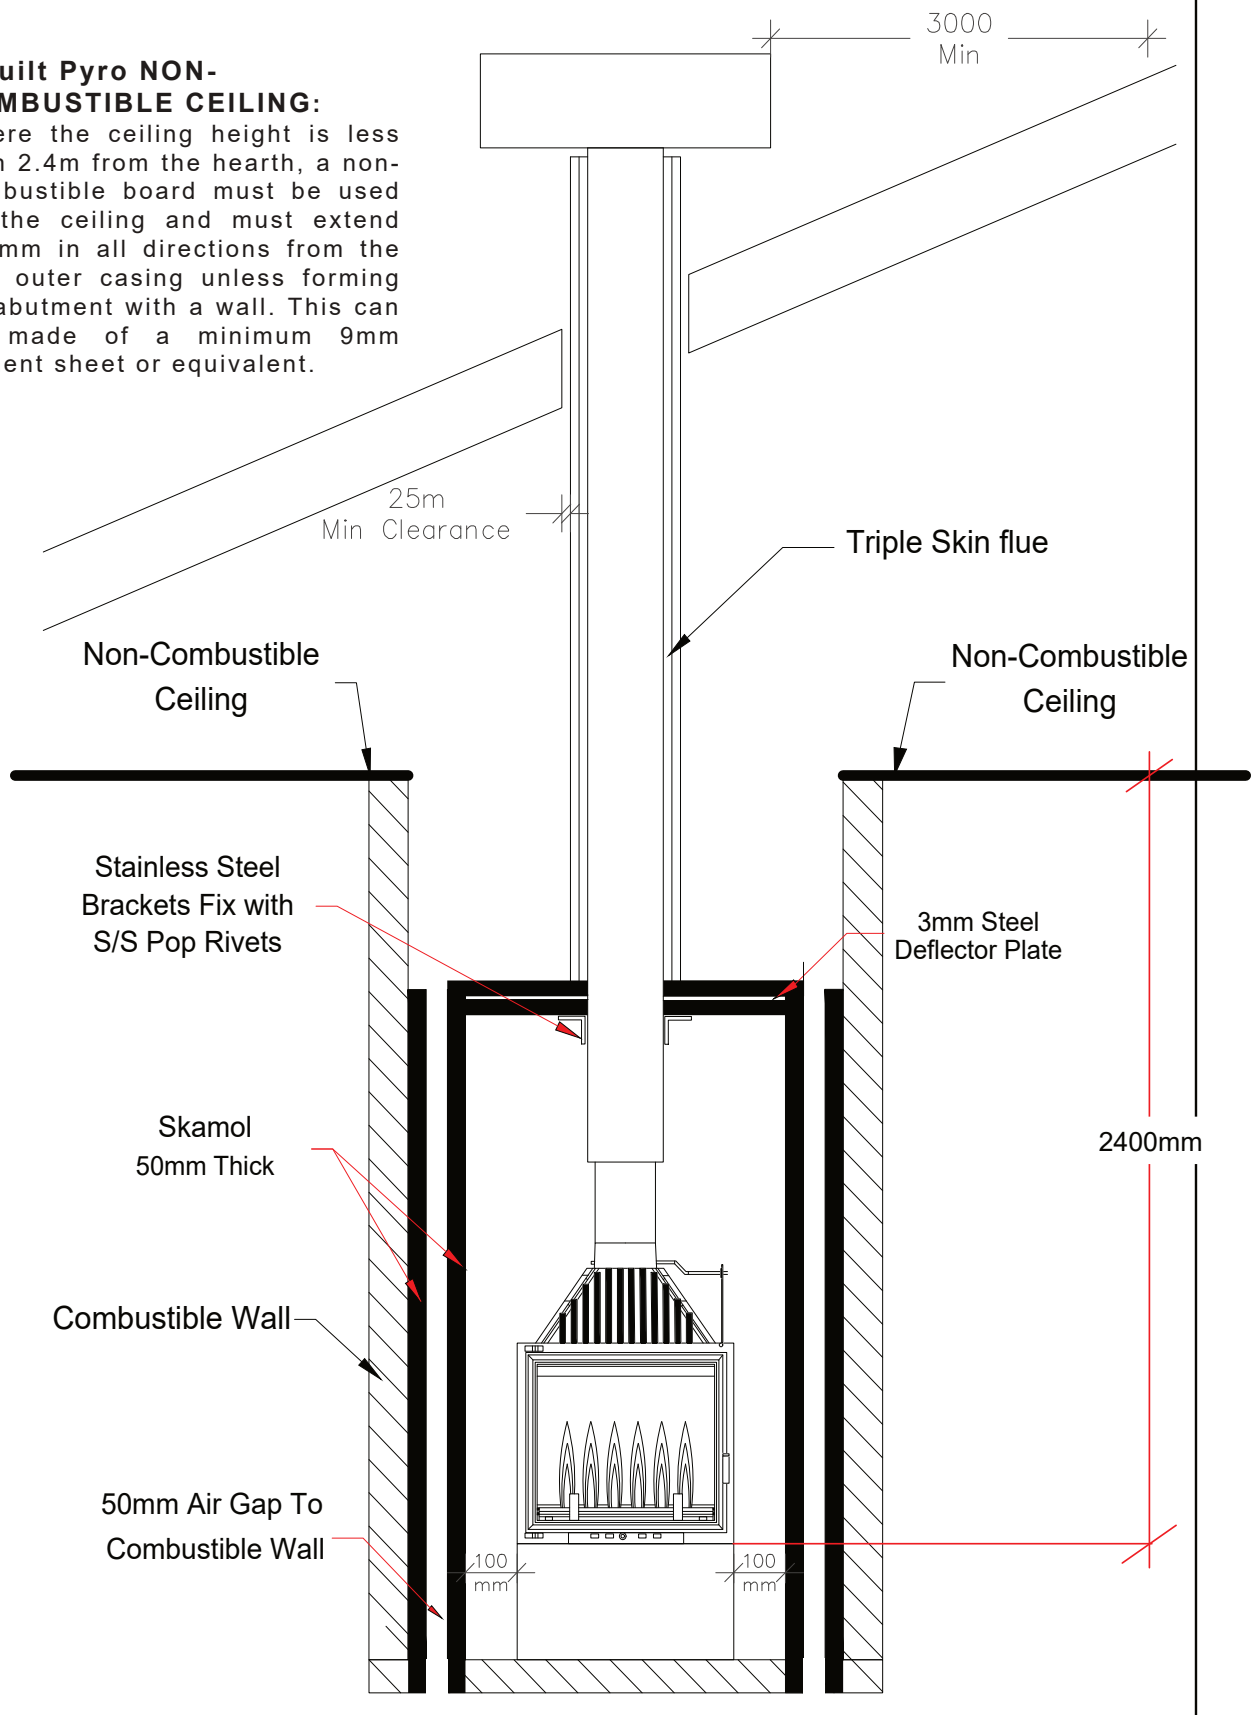 3000
Min
uilt Pyro NON-
MBUSTIBLE CEILING:
ere the ceiling height is less
n 2.4m from the hearth, a non-
bustible board must be used
the ceiling and must extend
mm in all directions from the
outer casing unless forming
abutment with a wall. This can
made of a minimum 9mm
ent sheet or equivalent.
25m
Min Clearance
Triple Skin flue
Non-Combustible
Ceiling
Non-Combustible
Ceiling
Stainless Steel
Brackets Fix with
S/S Pop Rivets
3mm Steel
Deflector Plate
Skamol
50mm Thick
2400mm
Combustible Wall
50mm Air Gap To
Combustible Wall
100
mm
100
mm